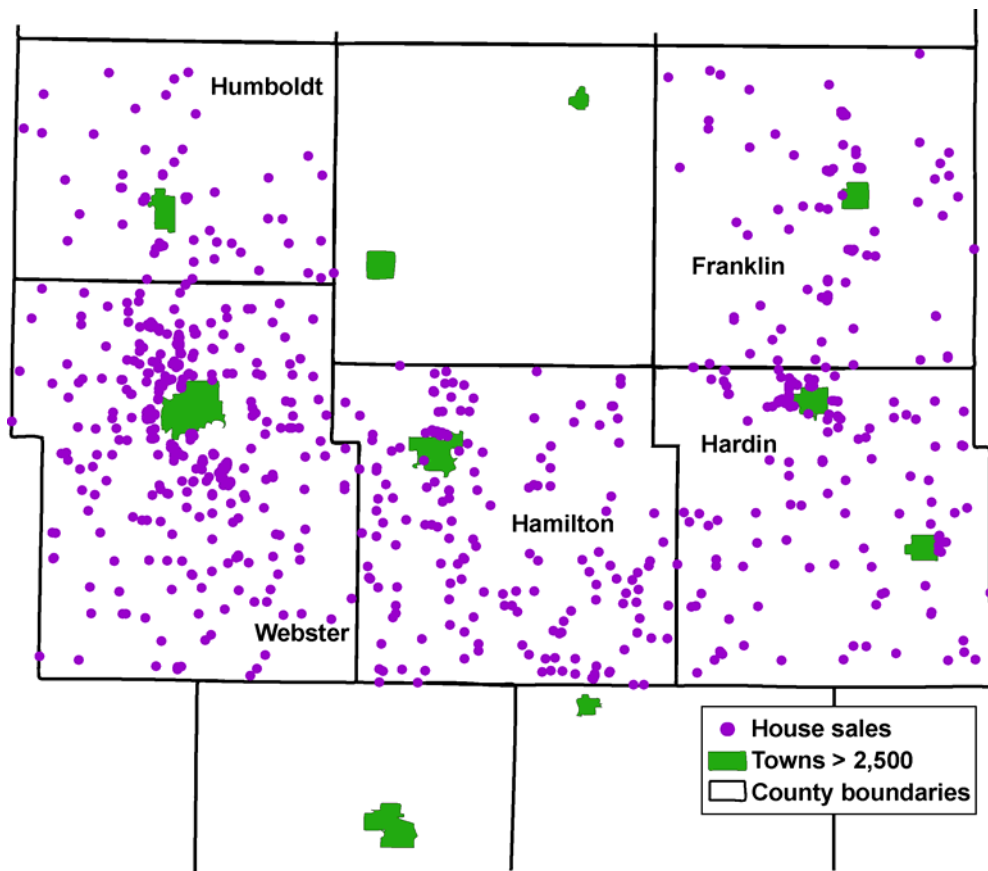 Humboldt
Franklin
Hardin
Hamilton
Webster
House sales
Towns > 2,500
County boundaries